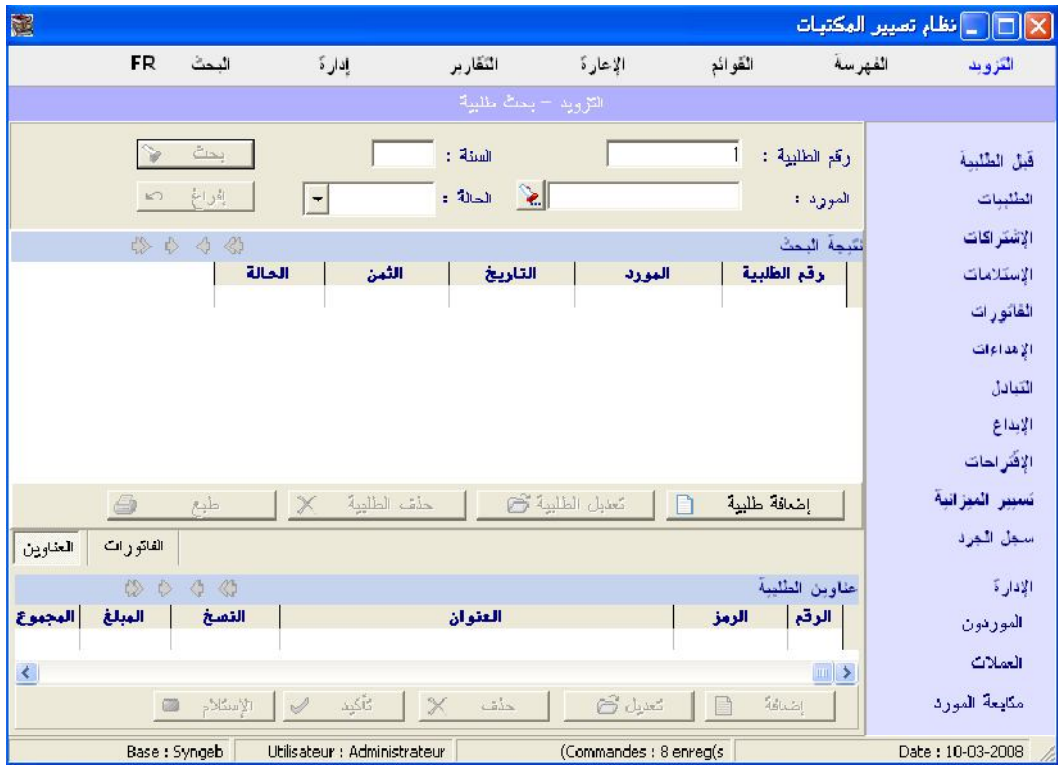 نظام تسيير المكتبات
التزويد الفهرسة القوائم الإعارة التقارير إدارة البحث FR
التزويد – بحث طلبية
رقم الطلبية : 1 السنة : بحث
المورد : الحالة : إفراغ
نتيجة البحث
رقم الطلبية المورد التاريخ الثمن الحالة
إضافة طلبية تعديل الطلبية حذف الطلبية طبع
الفاتورات العناوين
عناوين الطلبية
الرقم الرمز العنوان النسخ المبلغ المجموع
إضافة تعديل حذف تأكيد الإستلام
قبل الطلبية
الطلبيات
الإشتراكات
الإستلامات
الفاتورات
الإهداءات
التبادل
الإيداع
الإقتراحات
تسيير الميزانية
سجل الجرد
الإدارة
الموردون
العملات
متابعة المورد
Base : Syngeb Utilisateur : Administrateur (Commandes : 8 enreg(s Date : 10-03-2008